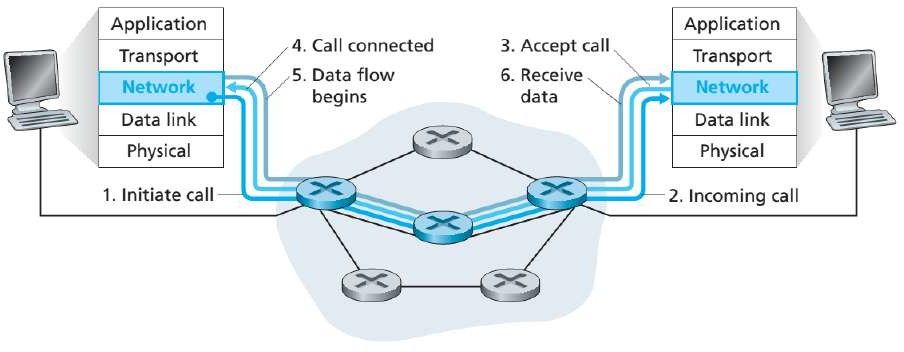 Application
Transport
Network
Data link
Physical
4. Call connected
5. Data flow
begins
3. Accept call
6. Receive
data
Application
Transport
Network
Data link
Physical
1. Initiate call
2. Incoming call